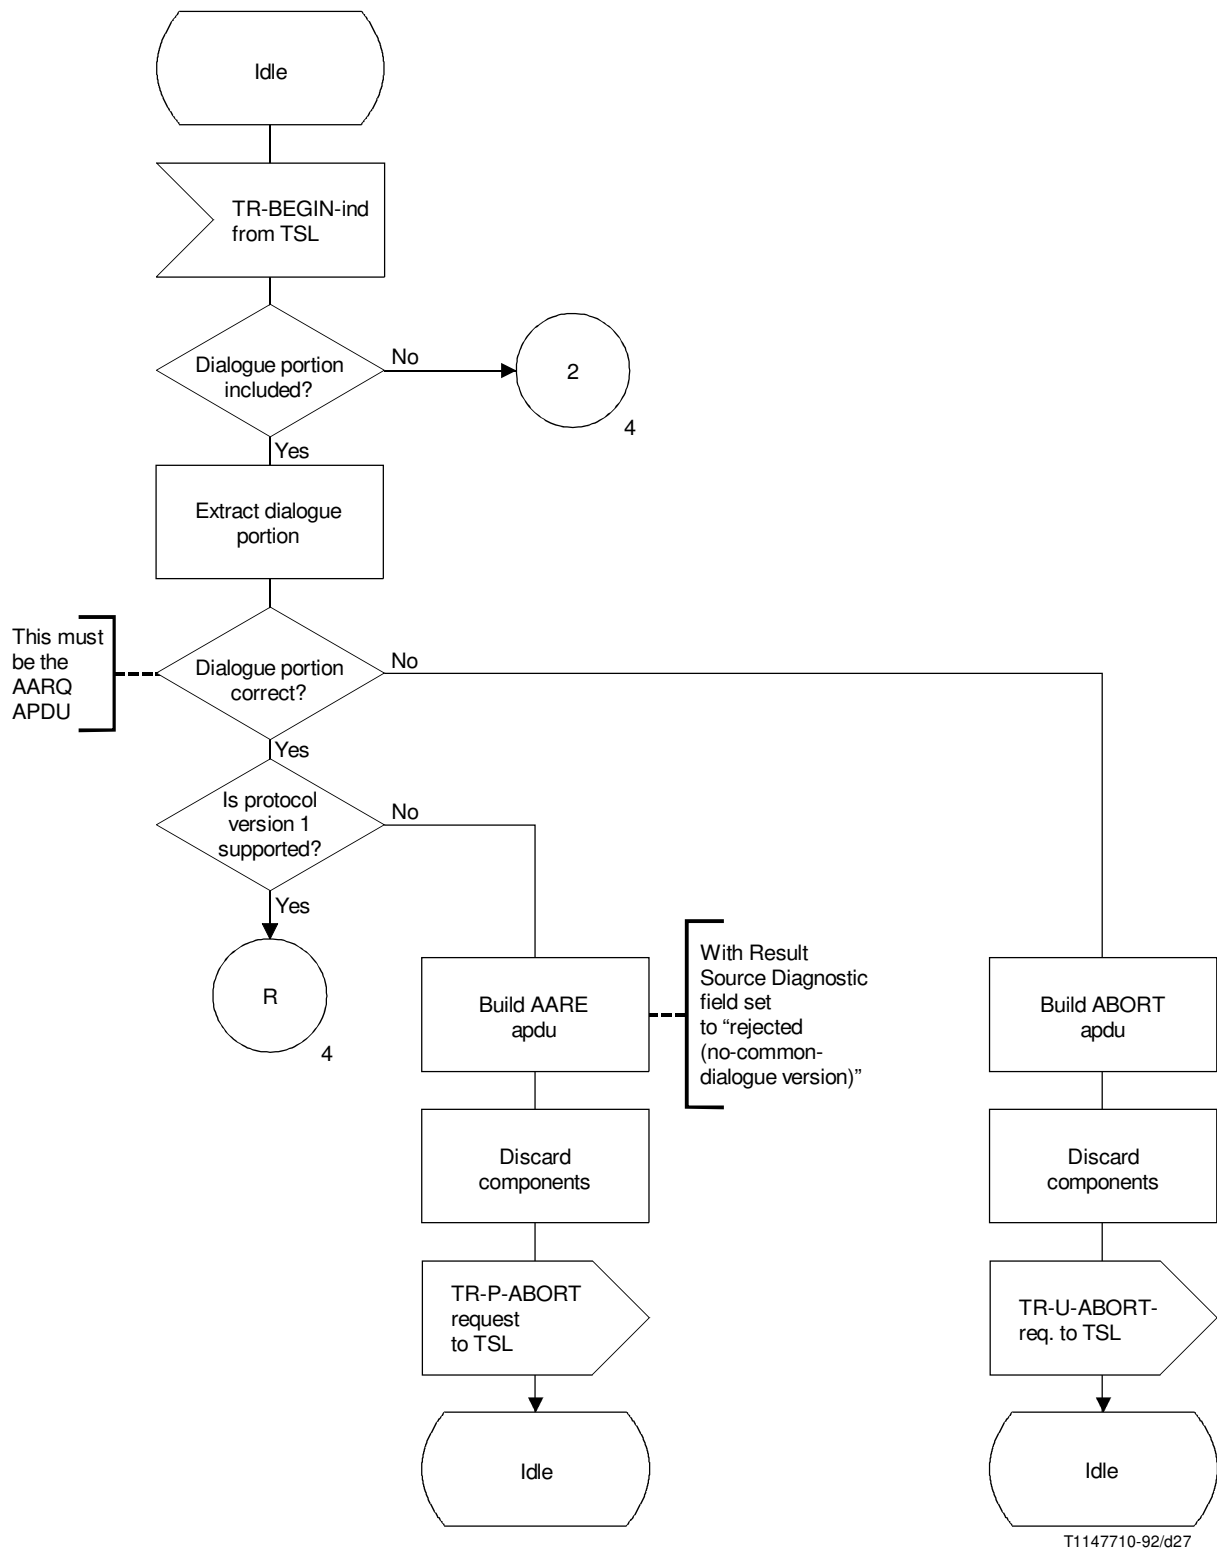 Idle
TR-BEGIN-ind
from TSL
Dialogue portion
included?
No
2
4
Yes
Extract dialogue
portion
This must
be the
AARQ
APDU
Dialogue portion
correct?
No
Yes
Is protocol
version 1
supported?
No
Yes
R
4
Build AARE
apdu
With Result
Source Diagnostic
field set
to “rejected
(no-common-
dialogue version)”
Build ABORT
apdu
Discard
components
Discard
components
TR-P-ABORT
request
to TSL
TR-U-ABORT-
req. to TSL
Idle
Idle
T1147710-92/d27